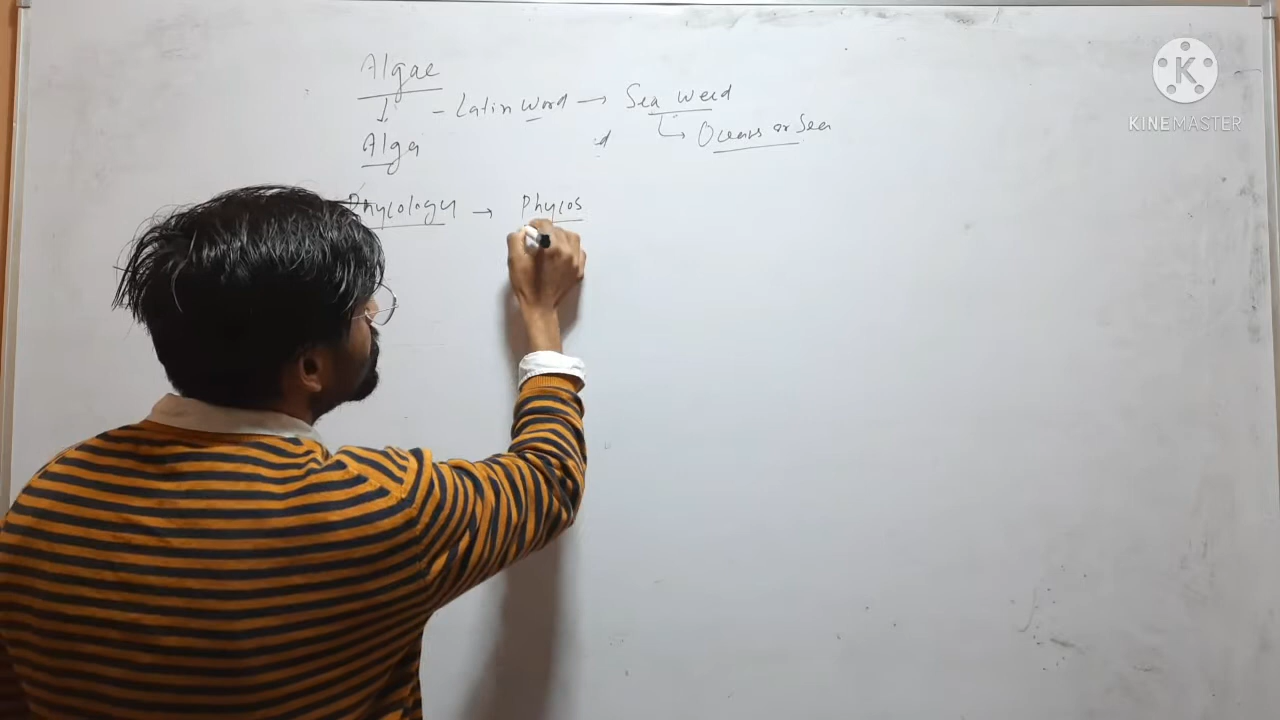 Algae
↓ - Latin Word → Sea Weed
Alga
↳ Oceans or Sea
Phycology → Phycos
K
KINEMASTER